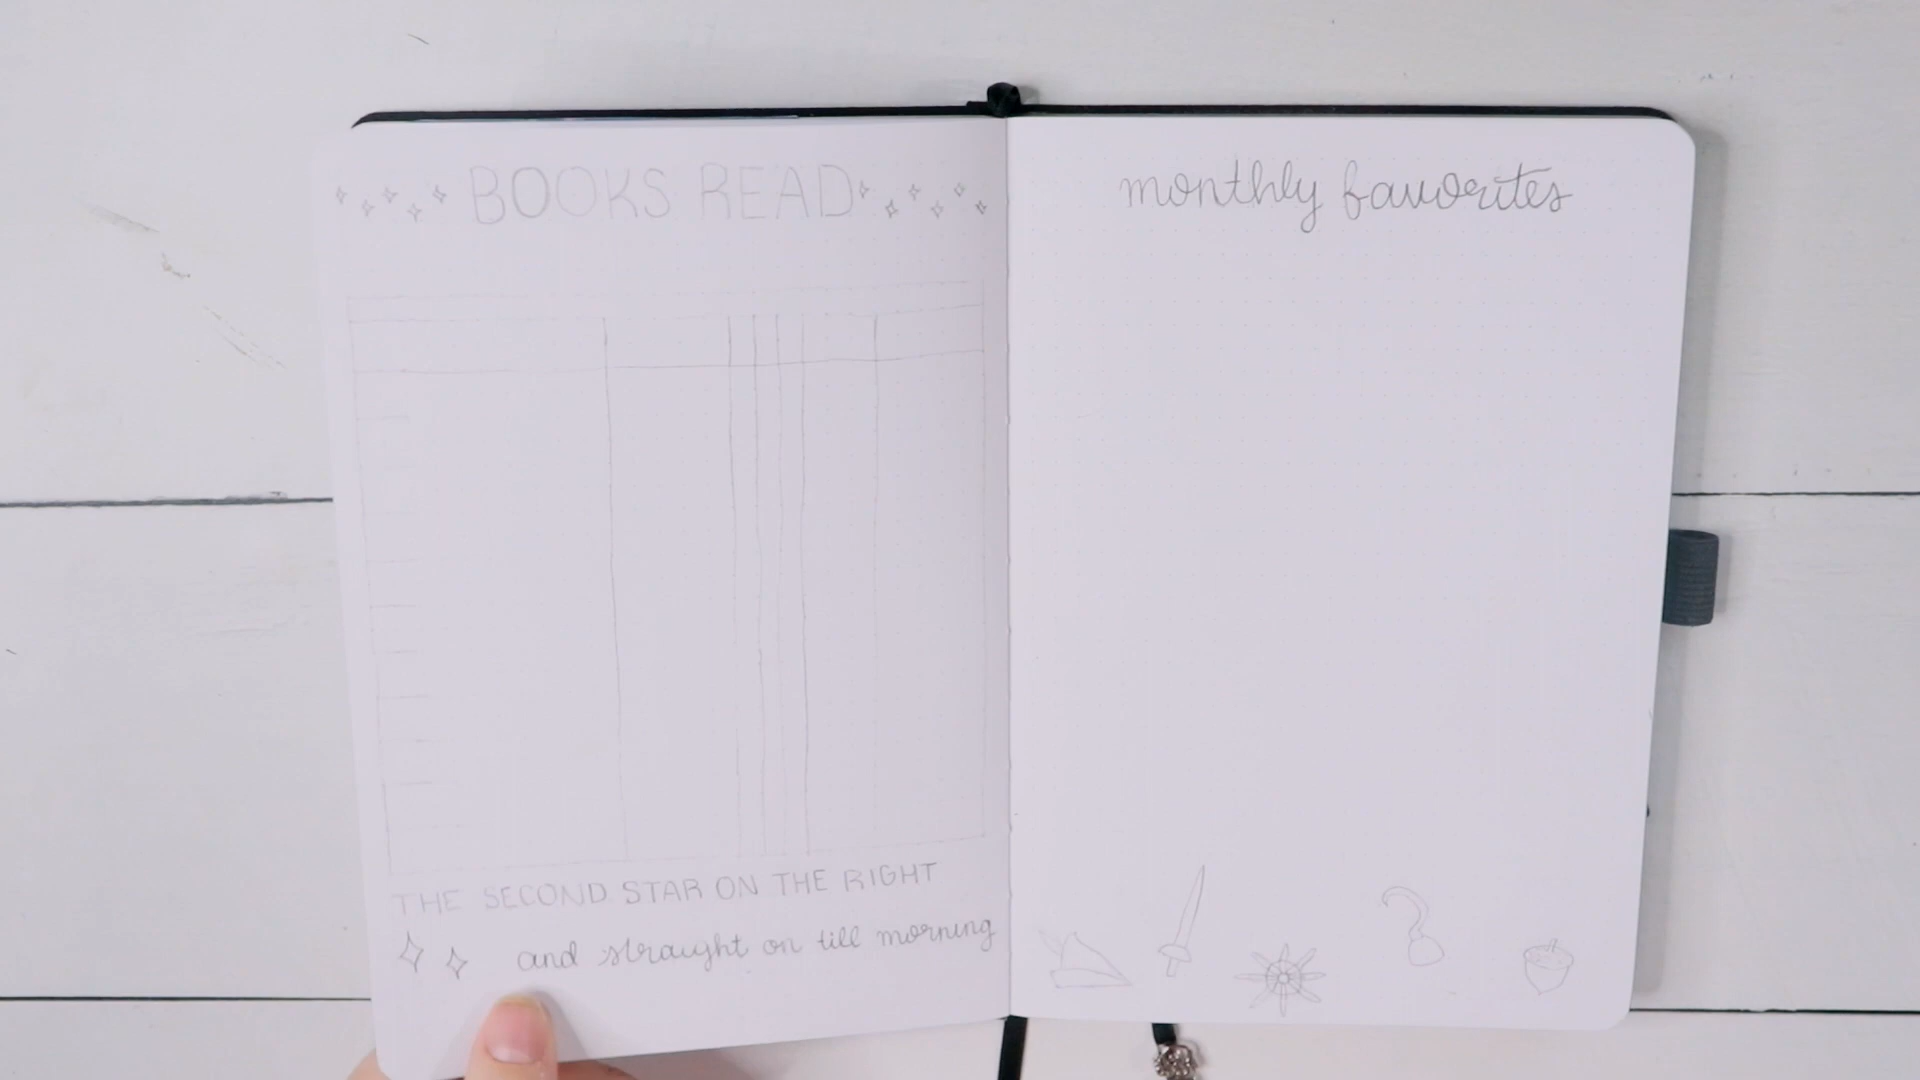 BOOKS READ
THE SECOND STAR ON THE RIGHT
and straight on till morning
monthly favorites